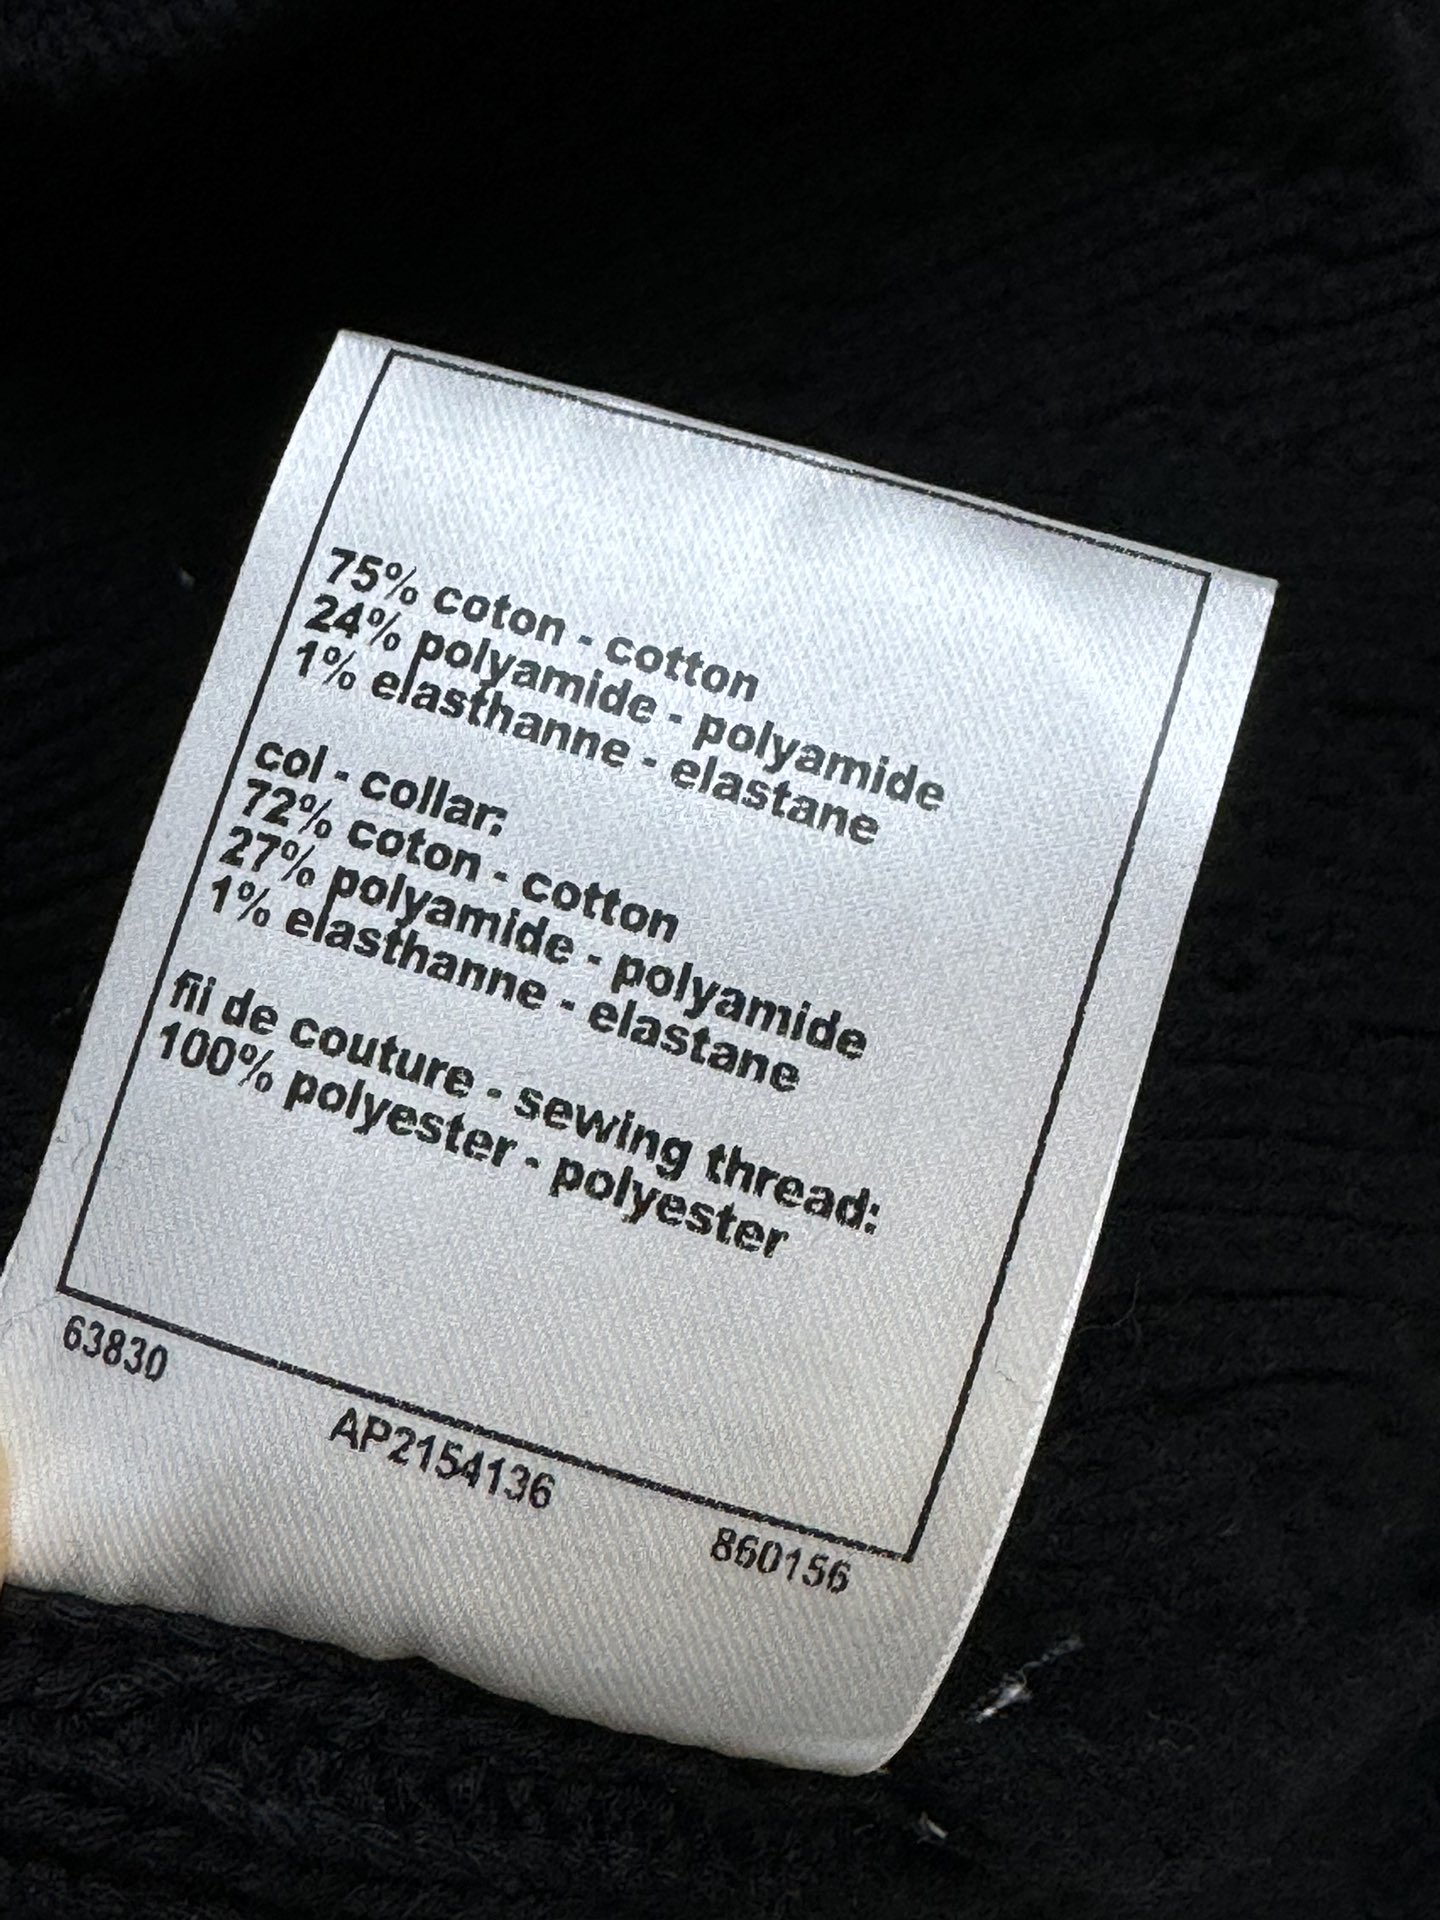 75% coton - cotton
24% polyamide - polyamide
1% elasthanne - elastane
col - collar:
72% coton - cotton
27% polyamide - polyamide
1% elasthanne - elastane
fil de couture - sewing thread:
100% polyester - polyester
63830
AP2154136
860156